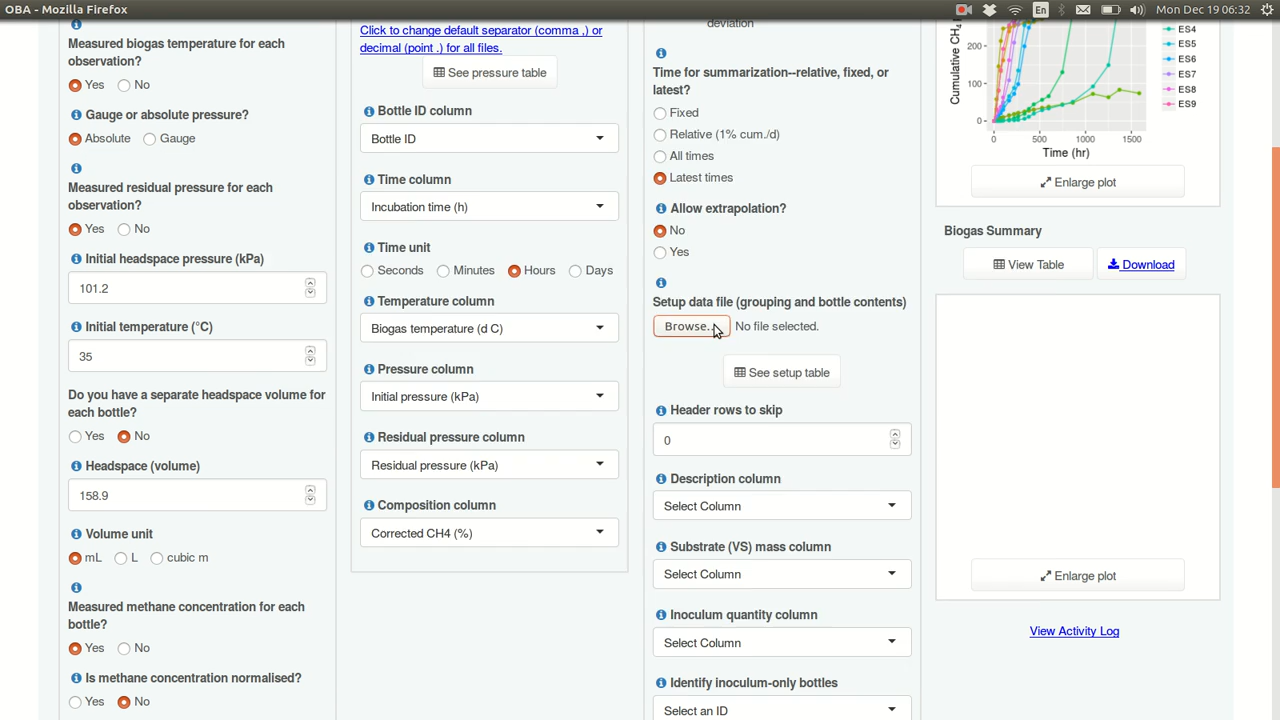 OBA - Mozilla Firefox
En
Mon Dec 19 06:32
Measured biogas temperature for each
observation?
Yes
No
Gauge or absolute pressure?
Absolute
Gauge
Measured residual pressure for each
observation?
Yes
No
Initial headspace pressure (kPa)
101.2
Initial temperature (°C)
35
Do you have a separate headspace volume for
each bottle?
Yes
No
Headspace (volume)
158.9
Volume unit
mL
L
cubic m
Measured methane concentration for each
bottle?
Yes
No
Is methane concentration normalised?
Yes
No
Click to change default separator (comma ,) or
decimal (point .) for all files.
See pressure table
Bottle ID column
Bottle ID
Time column
Incubation time (h)
Time unit
Seconds
Minutes
Hours
Days
Temperature column
Biogas temperature (d C)
Pressure column
Initial pressure (kPa)
Residual pressure column
Residual pressure (kPa)
Composition column
Corrected CH4 (%)
deviation
Time for summarization--relative, fixed, or
latest?
Fixed
Relative (1% cum./d)
All times
Latest times
Allow extrapolation?
No
Yes
Setup data file (grouping and bottle contents)
Browse..
No file selected.
See setup table
Header rows to skip
0
Description column
Select Column
Substrate (VS) mass column
Select Column
Inoculum quantity column
Select Column
Identify inoculum-only bottles
Select an ID
Cumulative CH₄
200
100
0
0
500
1000
1500
Time (hr)
ES4
ES5
ES6
ES7
ES8
ES9
Enlarge plot
Biogas Summary
View Table
Download
Enlarge plot
View Activity Log